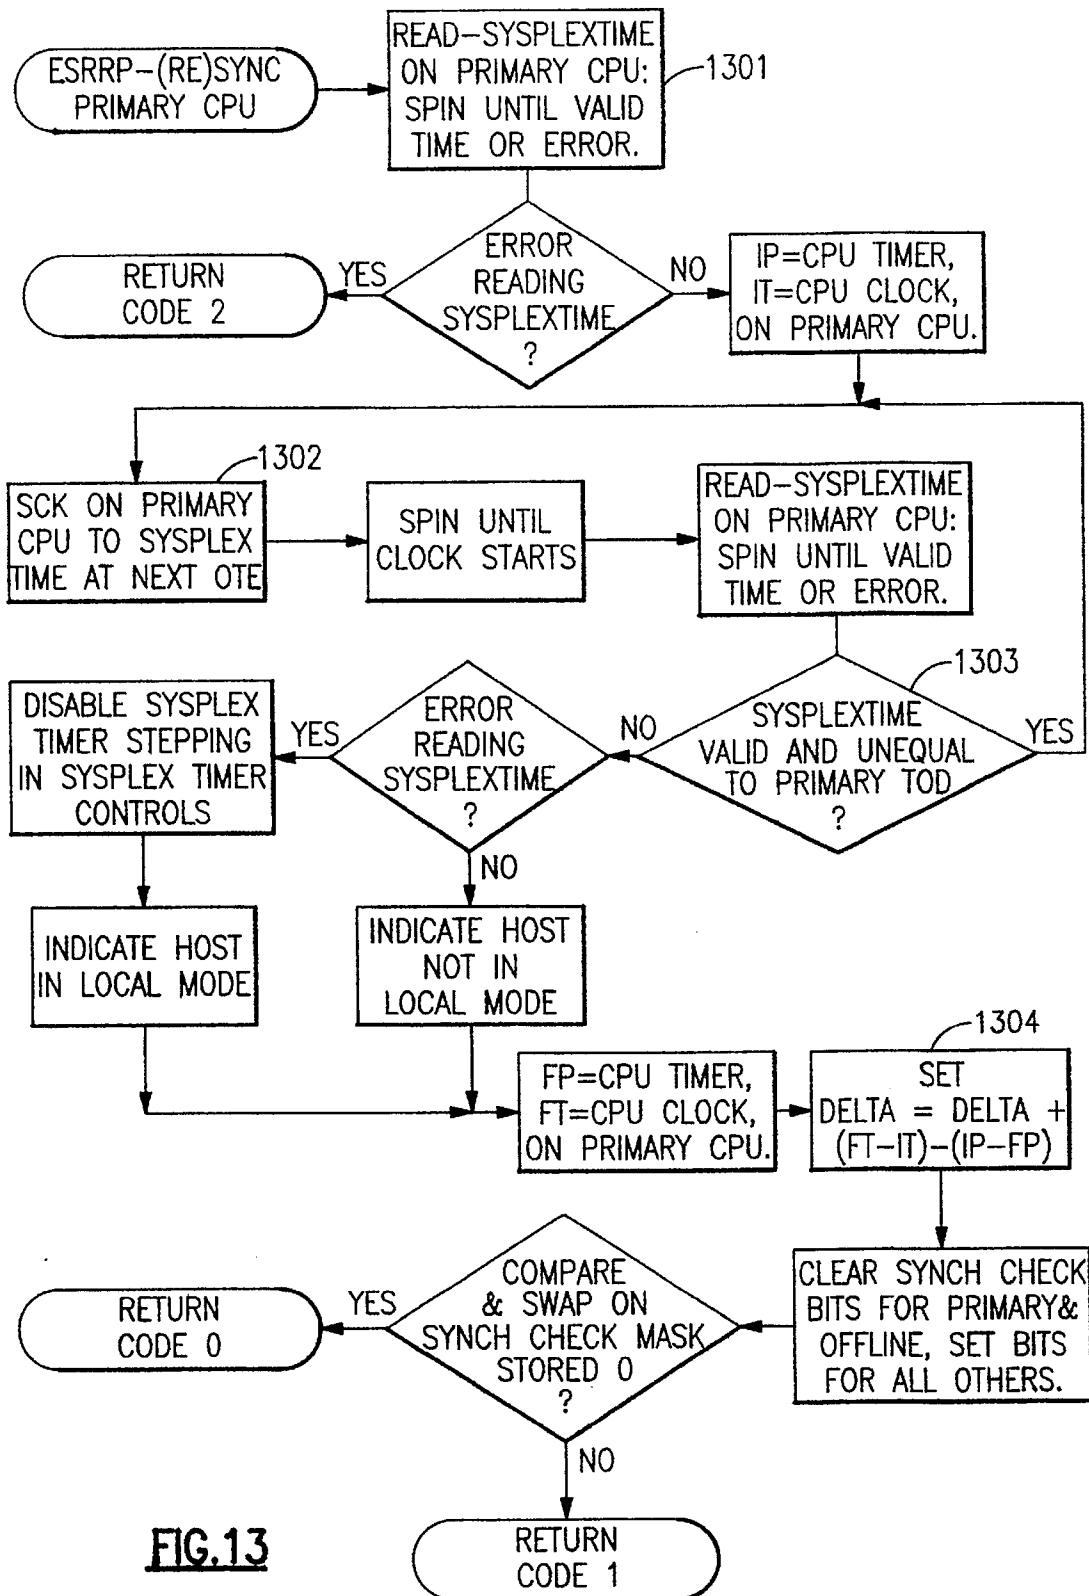 ESRRP-(RE)SYNC
PRIMARY CPU
READ-SYSPLEXTIME
ON PRIMARY CPU:
SPIN UNTIL VALID
TIME OR ERROR.
1301
RETURN
CODE 2
YES
ERROR
READING
SYSPLEXTIME
?
NO
IP=CPU TIMER,
IT=CPU CLOCK,
ON PRIMARY CPU.
1302
SCK ON PRIMARY
CPU TO SYSPLEX
TIME AT NEXT OTE
SPIN UNTIL
CLOCK STARTS
READ-SYSPLEXTIME
ON PRIMARY CPU:
SPIN UNTIL VALID
TIME OR ERROR.
1303
SYSPLEXTIME
VALID AND UNEQUAL
TO PRIMARY TOD
?
YES
NO
ERROR
READING
SYSPLEXTIME
?
YES
NO
DISABLE SYSPLEX
TIMER STEPPING
IN SYSPLEX TIMER
CONTROLS
INDICATE HOST
IN LOCAL MODE
INDICATE HOST
NOT IN
LOCAL MODE
FP=CPU TIMER,
FT=CPU CLOCK,
ON PRIMARY CPU.
1304
SET
DELTA = DELTA +
(FT-IT)-(IP-FP)
CLEAR SYNCH CHECK
BITS FOR PRIMARY&
OFFLINE, SET BITS
FOR ALL OTHERS.
COMPARE
& SWAP ON
SYNCH CHECK MASK
STORED 0
?
YES
RETURN
CODE 0
NO
RETURN
CODE 1
FIG.13